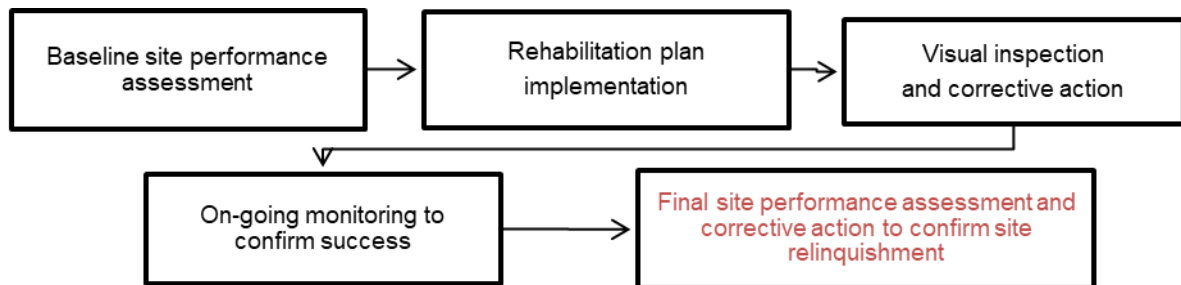 Baseline site performance
assessment
Rehabilitation plan
implementation
Visual inspection
and corrective action
On-going monitoring to
confirm success
Final site performance assessment and
corrective action to confirm site
relinquishment